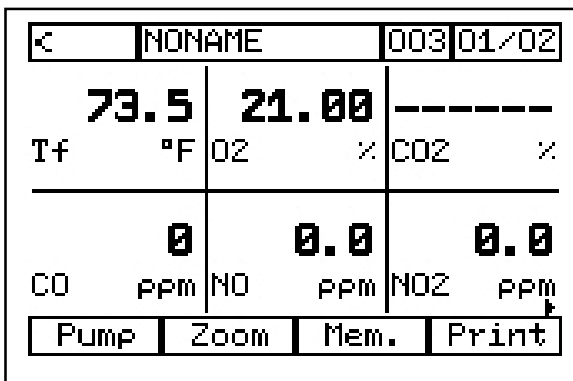 < NONAME 003 01/02
73.5 21.00 ------
Tf °F O2 % CO2 %
0 0.0 0.0
CO ppm NO ppm NO2 ppm
Pump Zoom Mem. Print